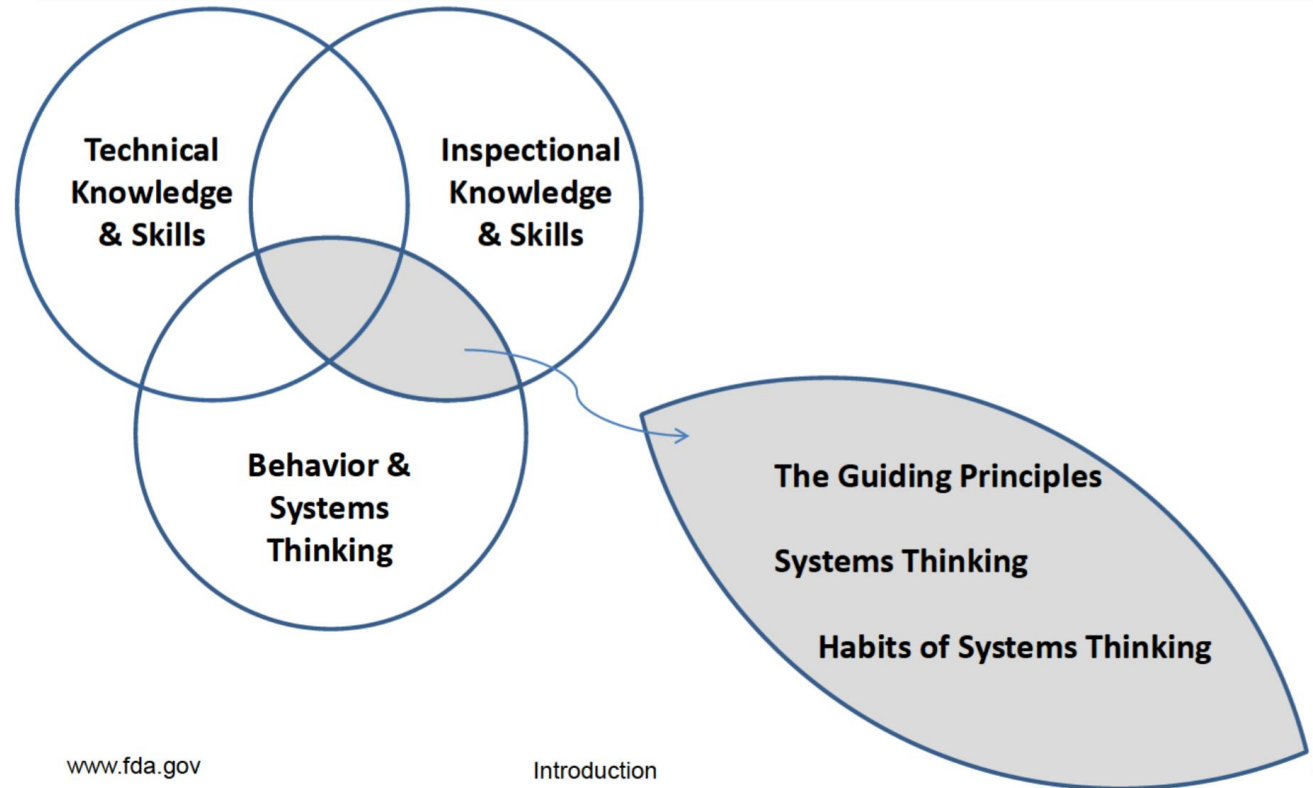 Technical
Knowledge
& Skills
Inspectional
Knowledge
& Skills
Behavior &
Systems
Thinking
The Guiding Principles
Systems Thinking
Habits of Systems Thinking
www.fda.gov
Introduction